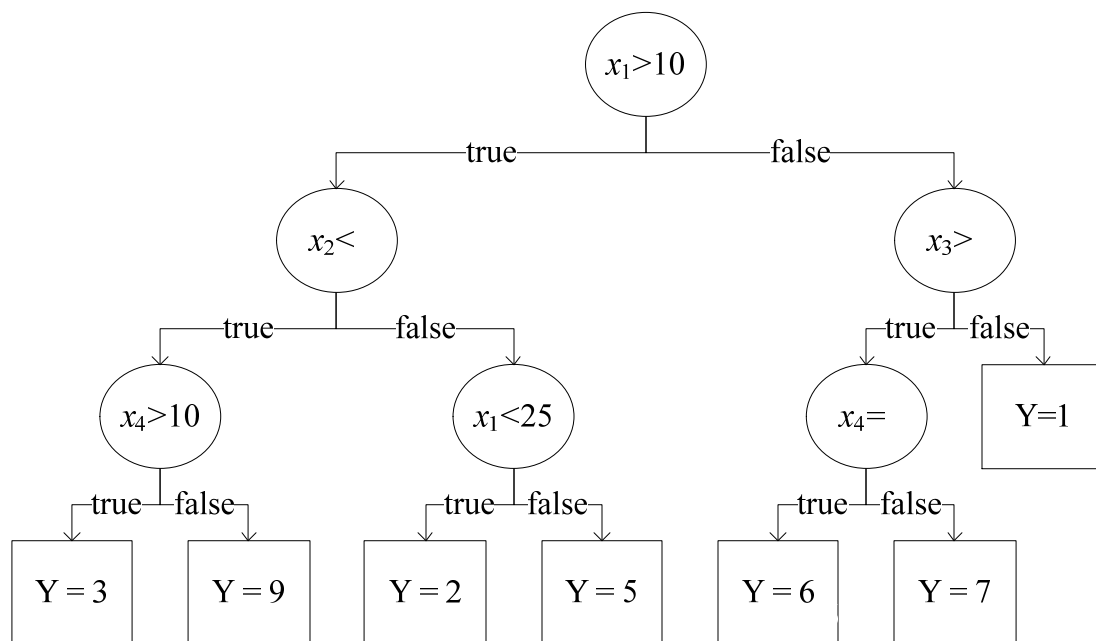 x₁>10
true false
x₂< x₃>
true false true false
x₄>10 x₁<25 x₄= Y=1
true false true false true false
Y = 3 Y = 9 Y = 2 Y = 5 Y = 6 Y = 7